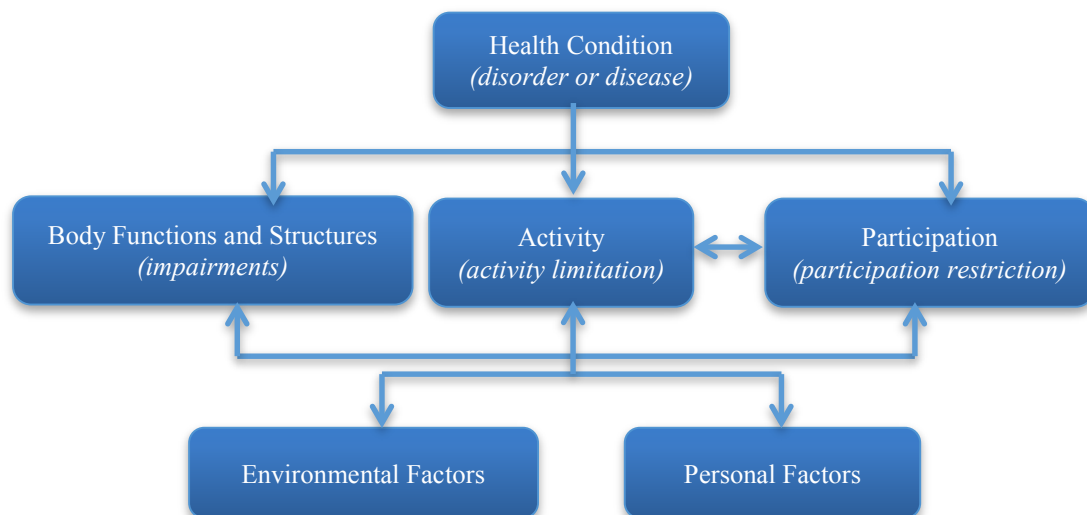 Health Condition
(disorder or disease)
Body Functions and Structures
(impairments)
Activity
(activity limitation)
Participation
(participation restriction)
Environmental Factors
Personal Factors